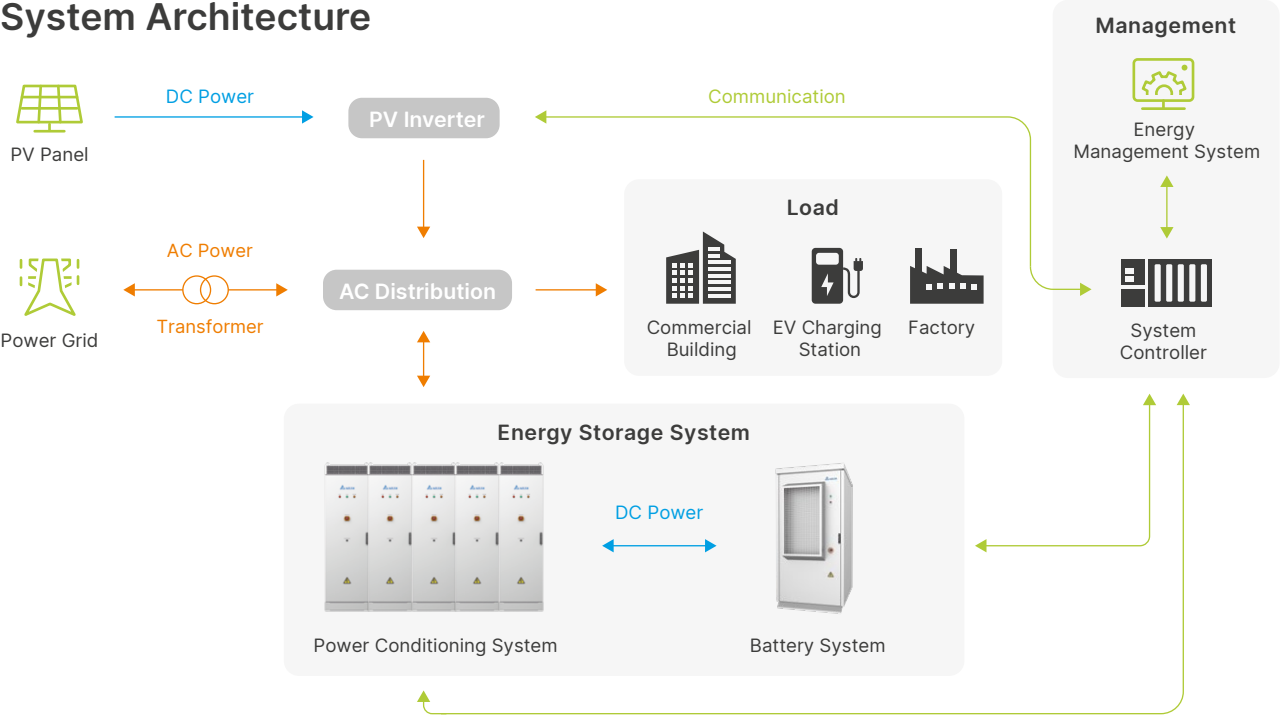 System Architecture
Management
DC Power
PV Inverter
Communication
Energy
Management System
PV Panel
Load
AC Power
AC Distribution
Transformer
Power Grid
Commercial
Building
EV Charging
Station
Factory
System
Controller
Energy Storage System
DC Power
Power Conditioning System
Battery System